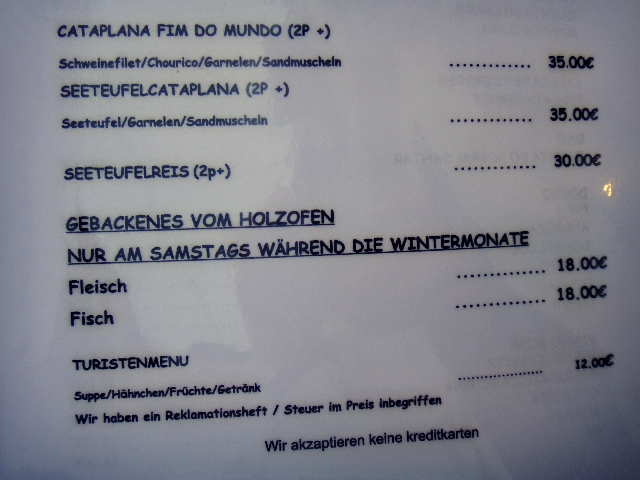 CATAPLANA FIM DO MUNDO (2P +)
Schweinefilet/Chourico/Garnelen/Sandmuscheln .............. 35.00€
SEETEUFELCATAPLANA (2P +)
Seeteufel/Garnelen/Sandmuscheln .............. 35.00€
SEETEUFELREIS (2p+) .............. 30.00€
GEBACKENES VOM HOLZOFEN
NUR AM SAMSTAGS WÄHREND DIE WINTERMONATE
Fleisch .............. 18.00€
Fisch .............. 18.00€
TURISTENMENU
Suppe/Hähnchen/Früchte/Getränk .................... 12.00€
Wir haben ein Reklamationsheft / Steuer im Preis inbegriffen
Wir akzeptieren keine kreditkarten